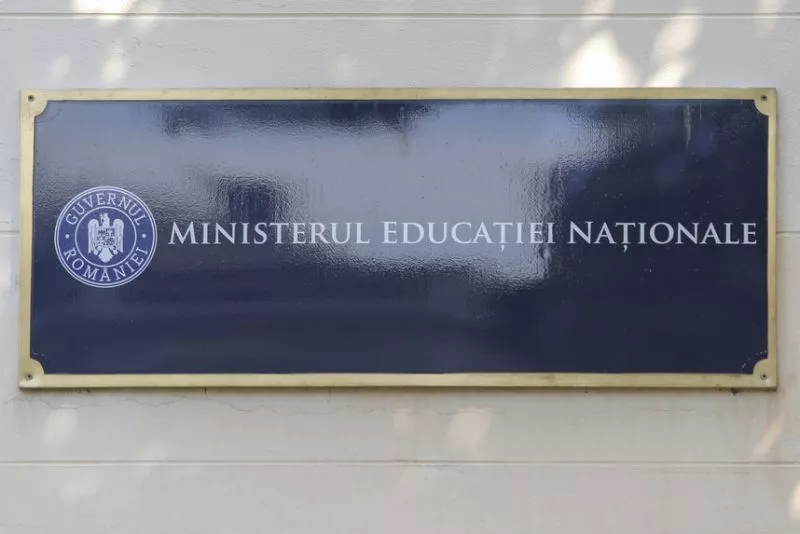 GUVERNUL
ROMÂNIEI
MINISTERUL EDUCAȚIEI NAȚIONALE